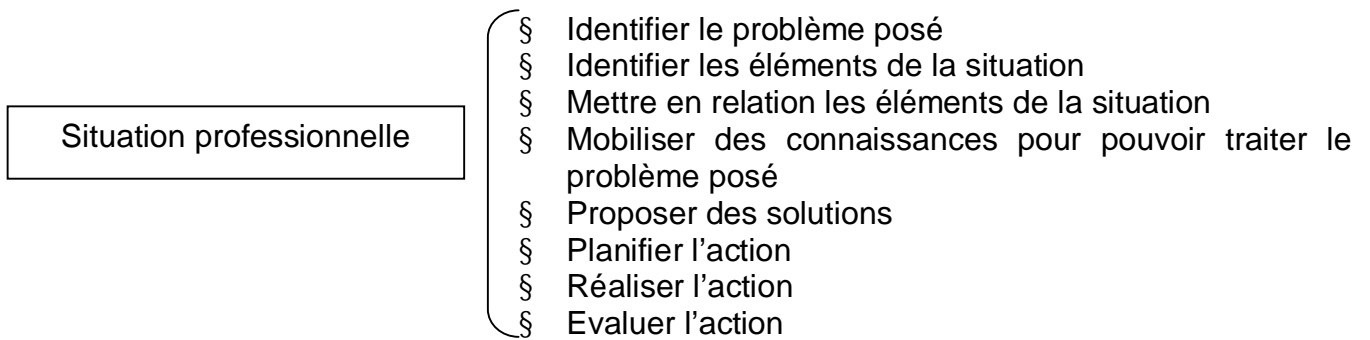 Situation professionnelle
§ Identifier le problème posé
§ Identifier les éléments de la situation
§ Mettre en relation les éléments de la situation
§ Mobiliser des connaissances pour pouvoir traiter le
problème posé
§ Proposer des solutions
§ Planifier l’action
§ Réaliser l’action
§ Evaluer l’action